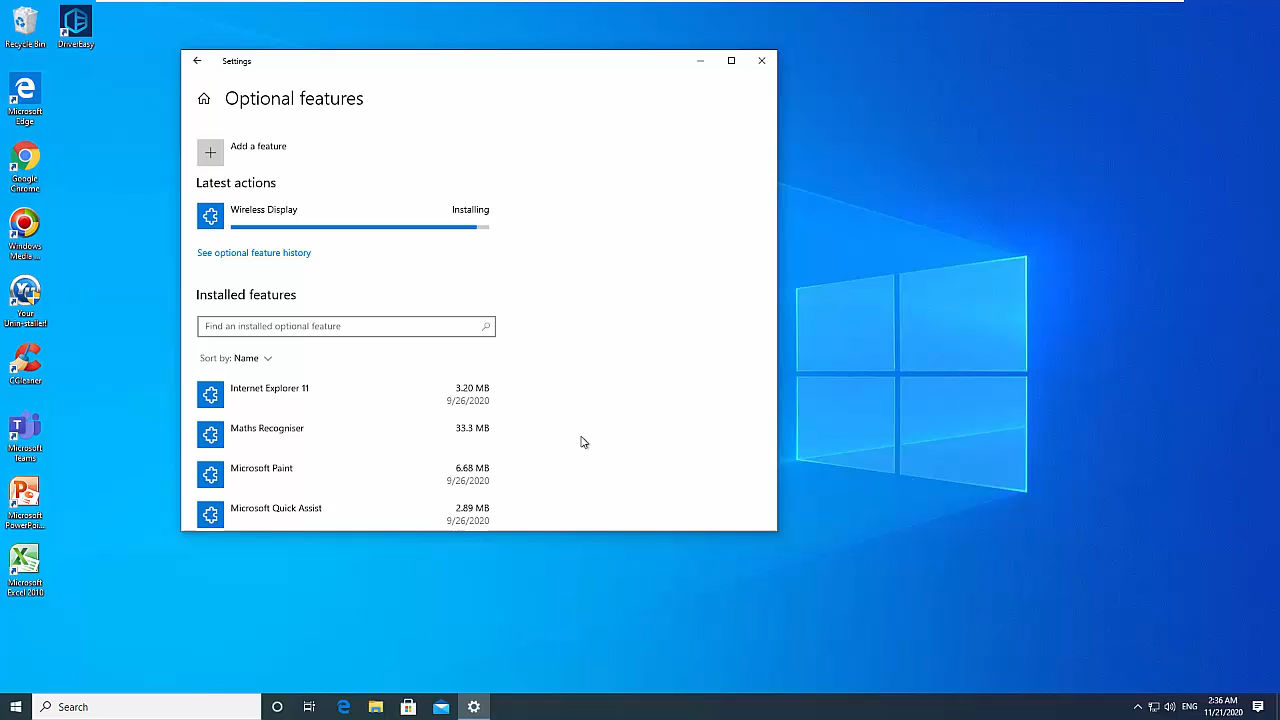 Recycle Bin
DriverEasy
Microsoft
Edge
Google
Chrome
Windows
Media ...
Your
Unin-staller!
CCleaner
Microsoft
Teams
Microsoft
PowerPoi...
Microsoft
Excel 2010
Settings
Optional features
Add a feature
Latest actions
Wireless Display Installing
See optional feature history
Installed features
Find an installed optional feature
Sort by: Name
Internet Explorer 11 3.20 MB
9/26/2020
Maths Recogniser 33.3 MB
Microsoft Paint 6.68 MB
9/26/2020
Microsoft Quick Assist 2.89 MB
9/26/2020
Search
ENG
2:36 AM
11/21/2020